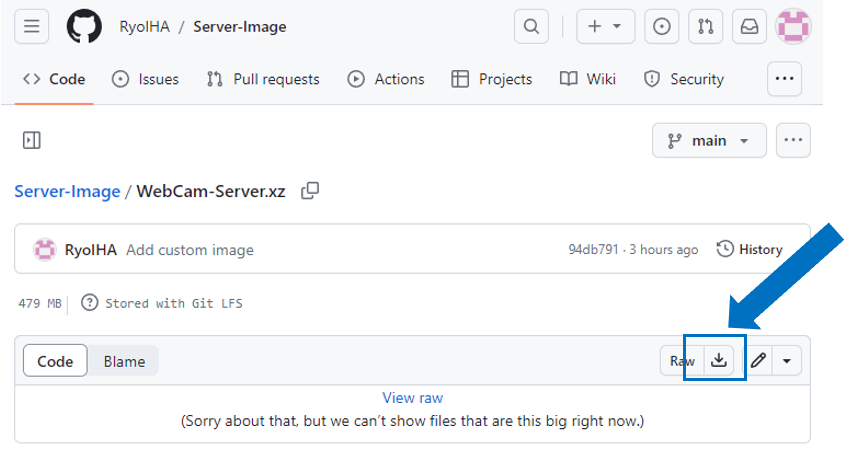 RyoIHA / Server-Image
Code Issues Pull requests Actions Projects Wiki Security
main
Server-Image / WebCam-Server.xz
RyoIHA Add custom image 94db791 · 3 hours ago History
479 MB Stored with Git LFS
Code Blame Raw
View raw
(Sorry about that, but we can’t show files that are this big right now.)